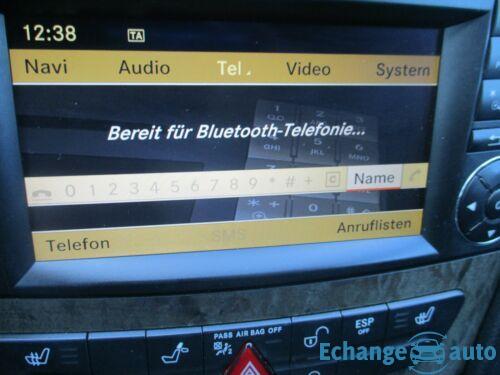 12:38 TA
Navi Audio Tel Video System
Bereit für Bluetooth-Telefonie...
0 1 2 3 4 5 6 7 8 9 * # + C Name
Telefon SMS Anruflisten
PASS AIR BAG OFF
ESP
OFF
Echange auto